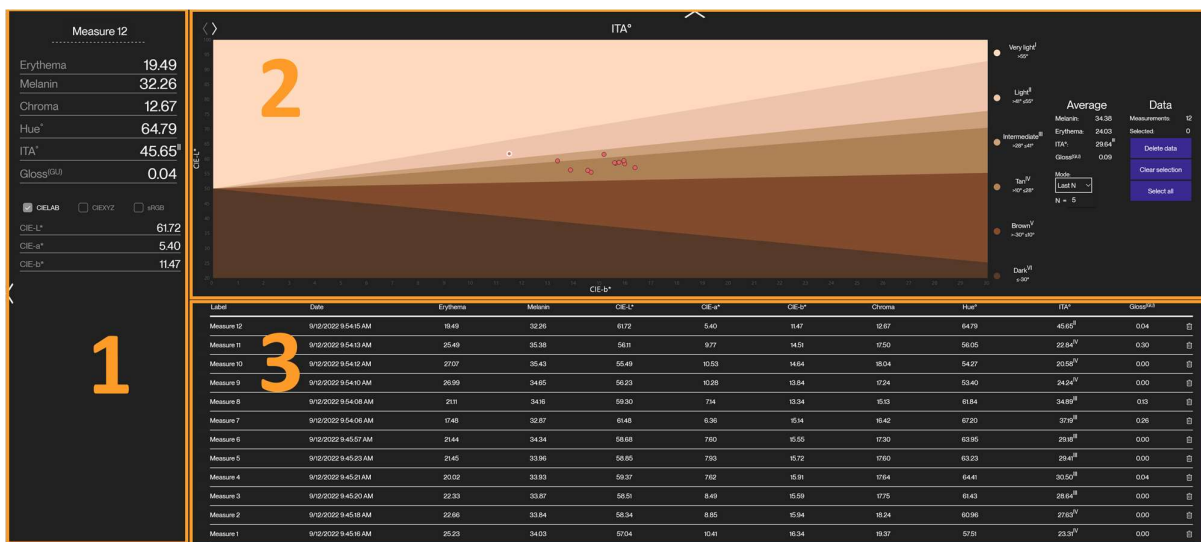 Measure 12
Erythema 19.49
Melanin 32.26
Chroma 12.67
Hue° 64.79
ITA° 45.65 II
Gloss(GU) 0.04
CIELAB CIEXYZ sRGB
CIE-L* 61.72
CIE-a* 5.40
CIE-b* 11.47
1
ITA°
2
CIE-L*
CIE-b*
Very light I
>55°
Light II
>41° ≤55°
Intermediate III
>28° ≤41°
Tan IV
>10° ≤28°
Brown V
>-30° ≤10°
Dark VI
≤-30°
Average
Melanin: 34.38
Erythema: 24.03
ITA°: 29.64 III
Gloss(GU): 0.09
Mode:
Last N
N = 5
Data
Measurements: 12
Selected: 0
Delete data
Clear selection
Select all
3
Label Date Erythema Melanin CIE-L* CIE-a* CIE-b* Chroma Hue° ITA° Gloss(GU)
Measure 12 9/12/2022 9:54:15 AM 19.49 32.26 61.72 5.40 11.47 12.67 64.79 45.65 II 0.04
Measure 11 9/12/2022 9:54:13 AM 25.49 35.38 56.11 9.77 14.51 17.50 56.05 22.84 IV 0.30
Measure 10 9/12/2022 9:54:12 AM 27.07 35.43 55.49 10.53 14.64 18.04 54.27 20.58 IV 0.00
Measure 9 9/12/2022 9:54:10 AM 26.99 34.65 56.23 10.28 13.84 17.24 53.40 24.24 IV 0.00
Measure 8 9/12/2022 9:54:08 AM 21.11 34.16 59.30 7.14 13.34 15.13 61.84 34.89 III 0.13
Measure 7 9/12/2022 9:54:06 AM 17.48 32.87 61.48 6.36 15.14 16.42 67.20 37.19 III 0.26
Measure 6 9/12/2022 9:45:57 AM 21.44 34.34 58.68 7.60 15.55 17.30 63.95 29.18 III 0.00
Measure 5 9/12/2022 9:45:23 AM 21.45 33.96 58.85 7.93 15.72 17.60 63.23 29.41 III 0.00
Measure 4 9/12/2022 9:45:21 AM 20.02 33.93 59.37 7.62 15.91 17.64 64.41 30.50 III 0.04
Measure 3 9/12/2022 9:45:20 AM 22.33 33.87 58.51 8.49 15.59 17.75 61.43 28.64 III 0.00
Measure 2 9/12/2022 9:45:18 AM 22.66 33.84 58.34 8.85 15.94 18.24 60.96 27.63 IV 0.00
Measure 1 9/12/2022 9:45:16 AM 25.23 34.03 57.04 10.41 16.34 19.37 57.51 23.31 IV 0.00